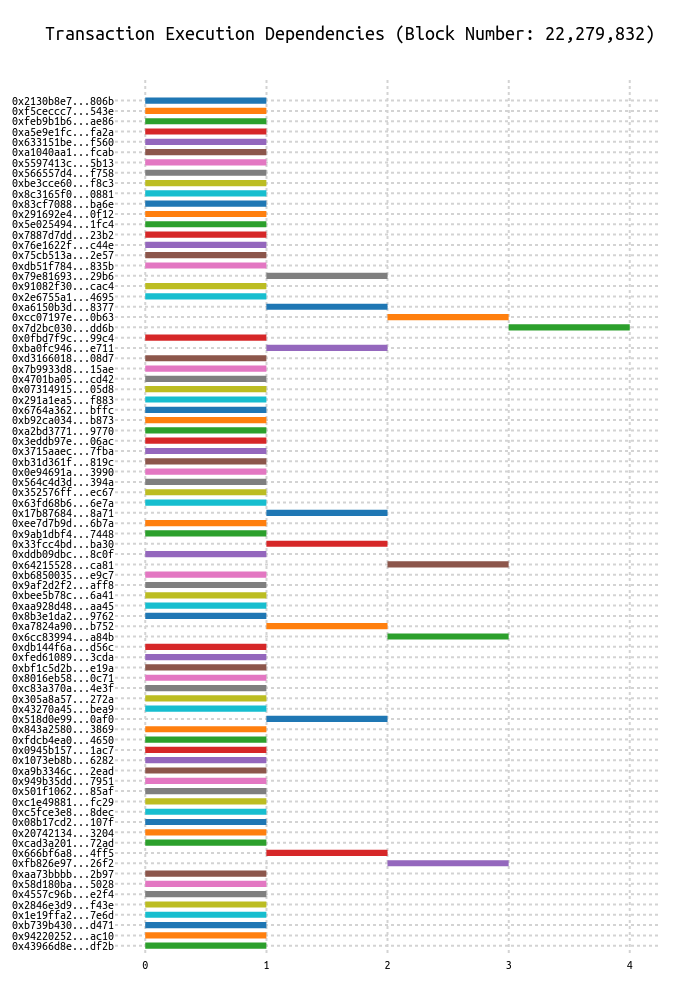 Transaction Execution Dependencies (Block Number: 22,279,832)
0x2130b8e7...806b
0xf5ceccc7...543e
0xfeb9b1b6...ae86
0xa5e9e1fc...fa2a
0x633151be...f560
0xa1040aa1...fcab
0x5597413c...5b13
0x566557d4...f758
0xbe3cce60...f8c3
0x8c3165f0...0881
0x83cf7088...ba6e
0x291692e4...0f12
0x5e025494...1fc4
0x7887d7dd...23b2
0x76e1622f...c44e
0x75cb513a...2e57
0xdb51f784...835b
0x79e81693...29b6
0x91082f30...cac4
0x2e6755a1...4695
0xa6150b3d...8377
0xcc07197e...0b63
0x7d2bc030...dd6b
0x0fbd7f9c...99c4
0xba0fc946...e711
0xd3166018...08d7
0x7b9933d8...15ae
0x4701ba05...cd42
0x07314915...05d8
0x291a1ea5...f883
0x6764a362...bffc
0xb92ca034...b873
0xa2bd3771...9770
0x3eddb97e...06ac
0x3715aaec...7fba
0xb31d361f...819c
0x0e94691a...3990
0x564c4d3d...394a
0x352576ff...ec67
0x63fd68b6...6e7a
0x17b87684...8a71
0xee7d7b9d...6b7a
0x9ab1dbf4...7448
0x33fcc4bd...ba30
0xddb09dbc...8c0f
0x64215528...ca81
0xb6850035...e9c7
0x9af2d2f2...aff8
0xbee5b78c...6a41
0xaa928d48...aa45
0x8b3e1da2...9762
0xa7824a90...b752
0x6cc83994...a84b
0xdb144f6a...d56c
0xfed61089...3cda
0xbf1c5d2b...e19a
0x8016eb58...0c71
0xc83a370a...4e3f
0x305a8a57...272a
0x43270a45...bea9
0x518d0e99...0af0
0x843a2580...3869
0xfdcb4ea0...4650
0x0945b157...1ac7
0x1073eb8b...6282
0xa9b3346c...2ead
0x949b35dd...7951
0x501f1062...85af
0xc1e49881...fc29
0xc5fce3e8...8dec
0x08b17cd2...107f
0x20742134...3204
0xcad3a201...72ad
0x666bf6a8...4ff5
0xfb826e97...26f2
0xaa73bbbb...2b97
0x58d180ba...5028
0x4557c96b...e2f4
0x2846e3d9...f43e
0x1e19ffa2...7e6d
0xb739b430...d471
0x94220252...ac10
0x43966d8e...df2b
0 1 2 3 4